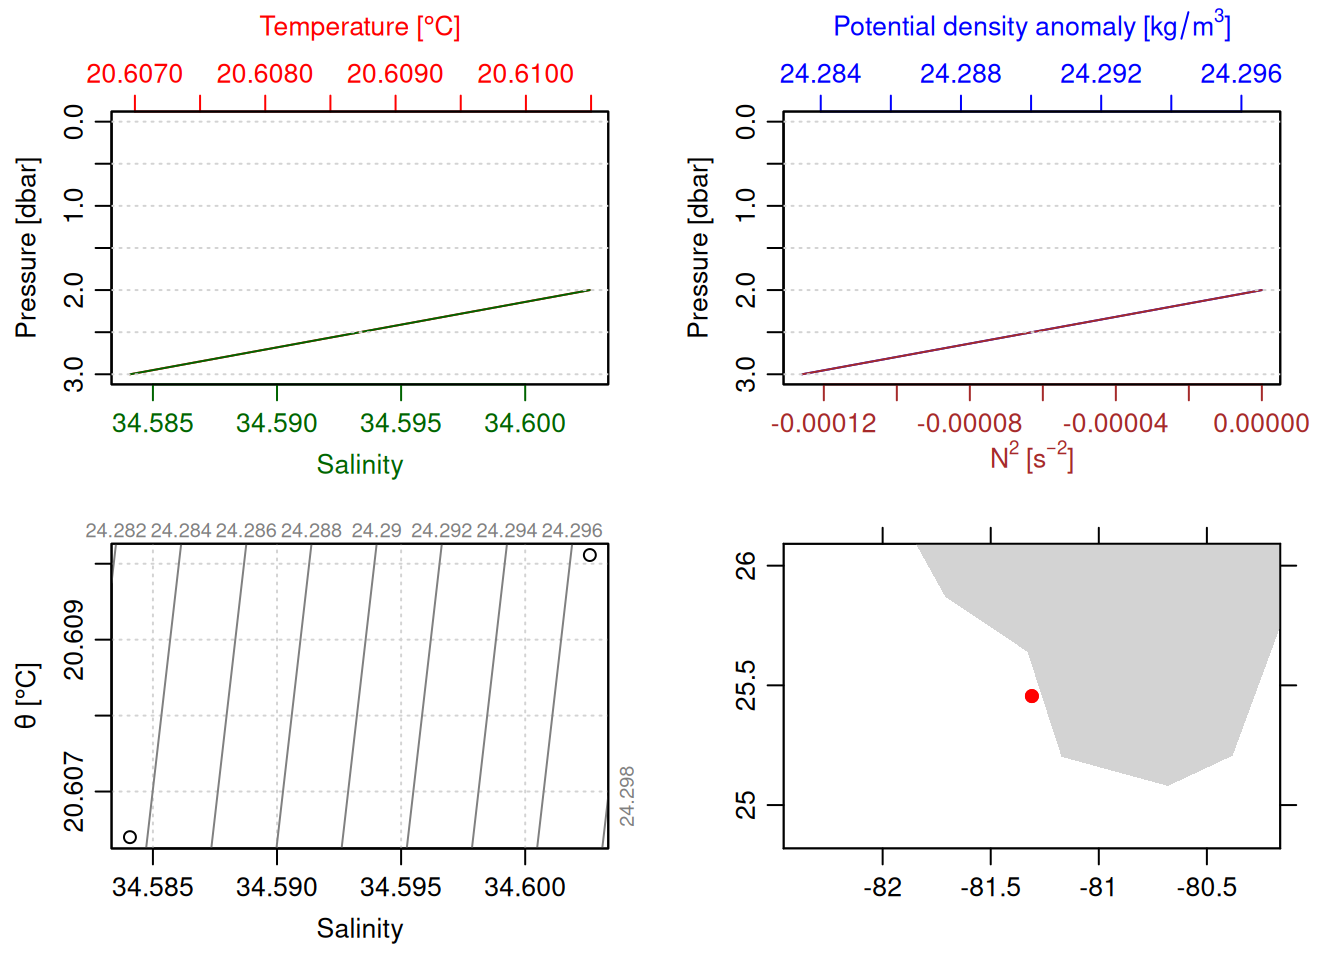 Temperature [°C]
20.6070 20.6080 20.6090 20.6100
Pressure [dbar]
0.0
1.0
2.0
3.0
34.585 34.590 34.595 34.600
Salinity
Potential density anomaly [kg/m³]
24.284 24.288 24.292 24.296
Pressure [dbar]
0.0
1.0
2.0
3.0
-0.00012 -0.00008 -0.00004 0.00000
N² [s⁻²]
24.282 24.284 24.286 24.288 24.29 24.292 24.294 24.296
24.298
θ [°C]
20.609
20.607
34.585 34.590 34.595 34.600
Salinity
26
25.5
25
-82 -81.5 -81 -80.5